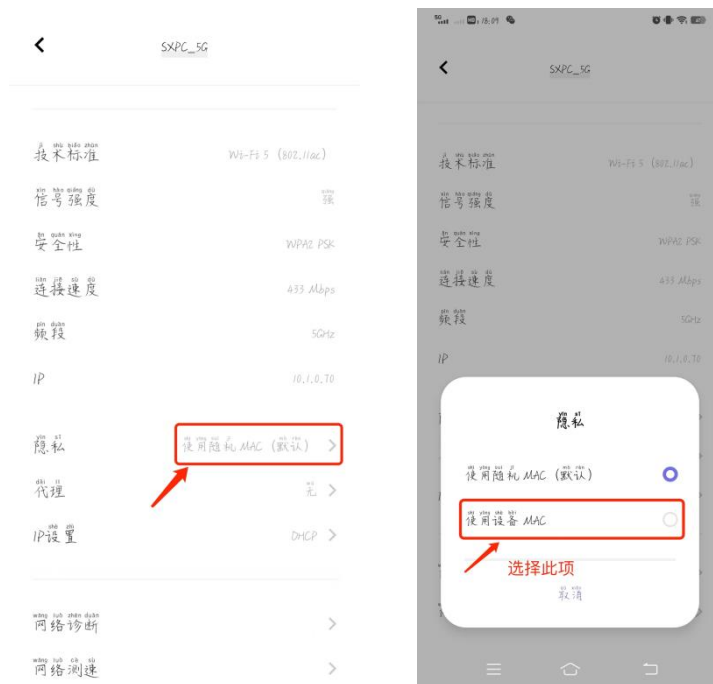 SXPC_5G
技术标准 Wi-Fi 5 (802.11ac)
信号强度 强
安全性 WPA2 PSK
连接速度 433 Mbps
频段 5GHz
IP 10.1.0.70
隐私 使用随机 MAC (默认)
代理 无
IP设置 DHCP
网络诊断
网络测速
18:09
SXPC_5G
技术标准 Wi-Fi 5 (802.11ac)
信号强度 强
安全性 WPA2 PSK
连接速度 433 Mbps
频段 5GHz
IP 10.1.0.70
隐私
使用随机 MAC (默认)
使用设备 MAC
选择此项
取消